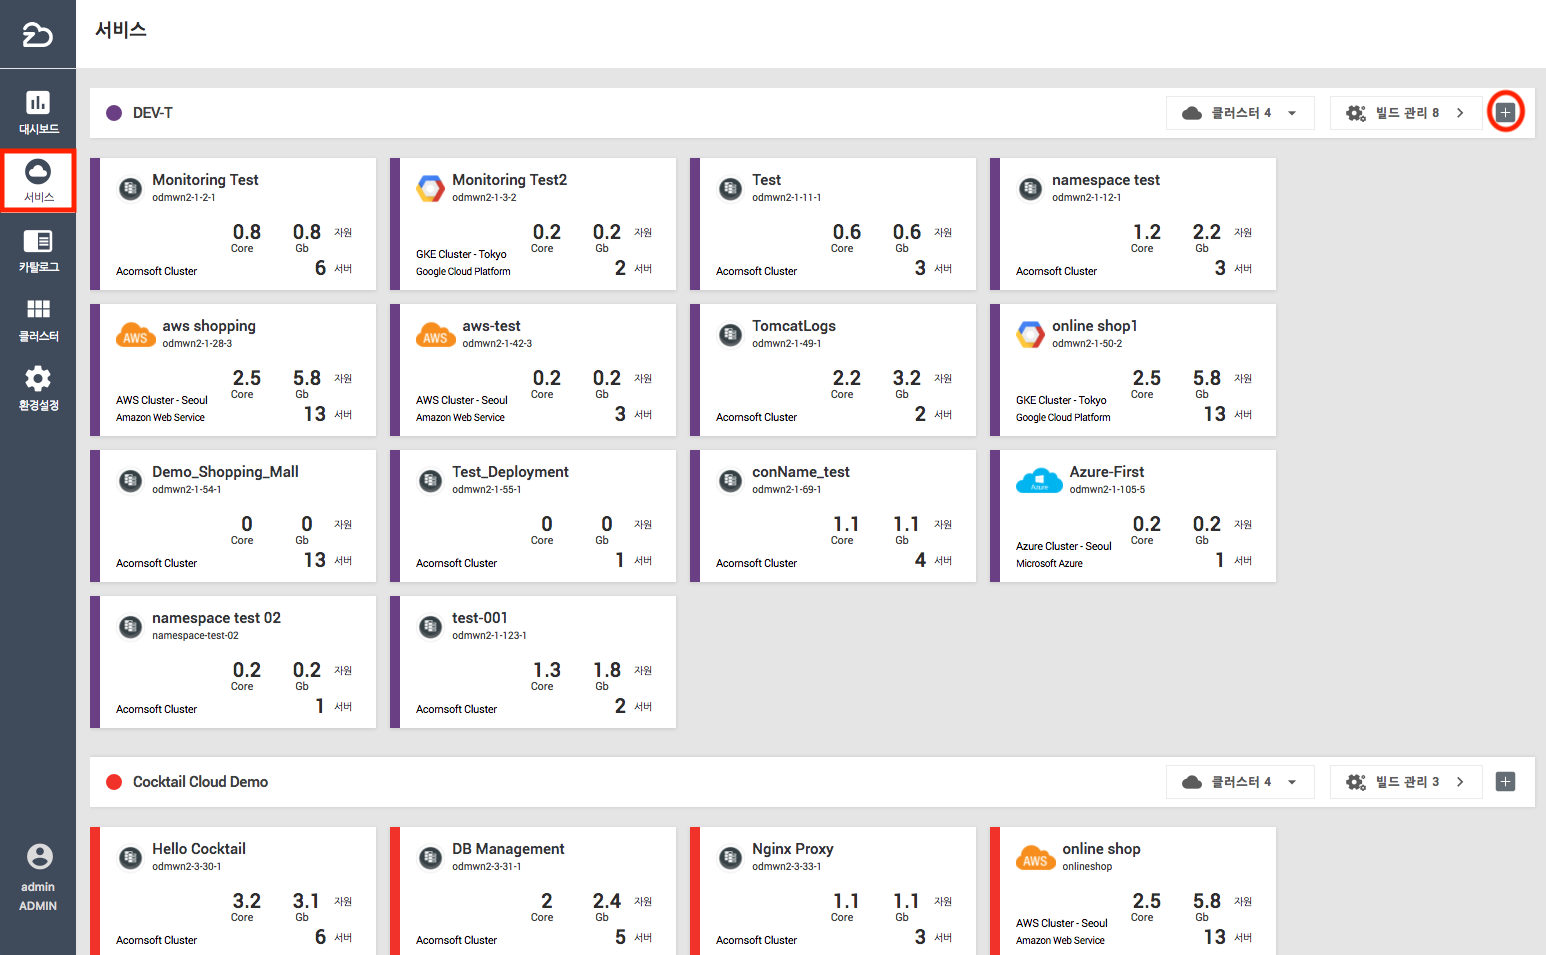 서비스
대시보드
서비스
카탈로그
클러스터
환경설정
admin
ADMIN
DEV-T
클러스터 4
빌드 관리 8
Monitoring Test
odmwn2-1-2-1
0.8 Core
0.8 Gb
자원
Acornsoft Cluster
6 서버
Monitoring Test2
odmwn2-1-3-2
0.2 Core
0.2 Gb
자원
GKE Cluster - Tokyo
Google Cloud Platform
2 서버
Test
odmwn2-1-11-1
0.6 Core
0.6 Gb
자원
Acornsoft Cluster
3 서버
namespace test
odmwn2-1-12-1
1.2 Core
2.2 Gb
자원
Acornsoft Cluster
3 서버
AWS
aws shopping
odmwn2-1-28-3
2.5 Core
5.8 Gb
자원
AWS Cluster - Seoul
Amazon Web Service
13 서버
AWS
aws-test
odmwn2-1-42-3
0.2 Core
0.2 Gb
자원
AWS Cluster - Seoul
Amazon Web Service
3 서버
TomcatLogs
odmwn2-1-49-1
2.2 Core
3.2 Gb
자원
Acornsoft Cluster
2 서버
online shop1
odmwn2-1-50-2
2.5 Core
5.8 Gb
자원
GKE Cluster - Tokyo
Google Cloud Platform
13 서버
Demo_Shopping_Mall
odmwn2-1-54-1
0 Core
0 Gb
자원
Acornsoft Cluster
13 서버
Test_Deployment
odmwn2-1-55-1
0 Core
0 Gb
자원
Acornsoft Cluster
1 서버
conName_test
odmwn2-1-69-1
1.1 Core
1.1 Gb
자원
Acornsoft Cluster
4 서버
Azure
Azure-First
odmwn2-1-105-5
0.2 Core
0.2 Gb
자원
Azure Cluster - Seoul
Microsoft Azure
1 서버
namespace test 02
namespace-test-02
0.2 Core
0.2 Gb
자원
Acornsoft Cluster
1 서버
test-001
odmwn2-1-123-1
1.3 Core
1.8 Gb
자원
Acornsoft Cluster
2 서버
Cocktail Cloud Demo
클러스터 4
빌드 관리 3
Hello Cocktail
odmwn2-3-30-1
3.2 Core
3.1 Gb
자원
Acornsoft Cluster
6 서버
DB Management
odmwn2-3-31-1
2 Core
2.4 Gb
자원
Acornsoft Cluster
5 서버
Nginx Proxy
odmwn2-3-33-1
1.1 Core
1.1 Gb
자원
Acornsoft Cluster
3 서버
AWS
online shop
onlineshop
2.5 Core
5.8 Gb
자원
AWS Cluster - Seoul
Amazon Web Service
13 서버